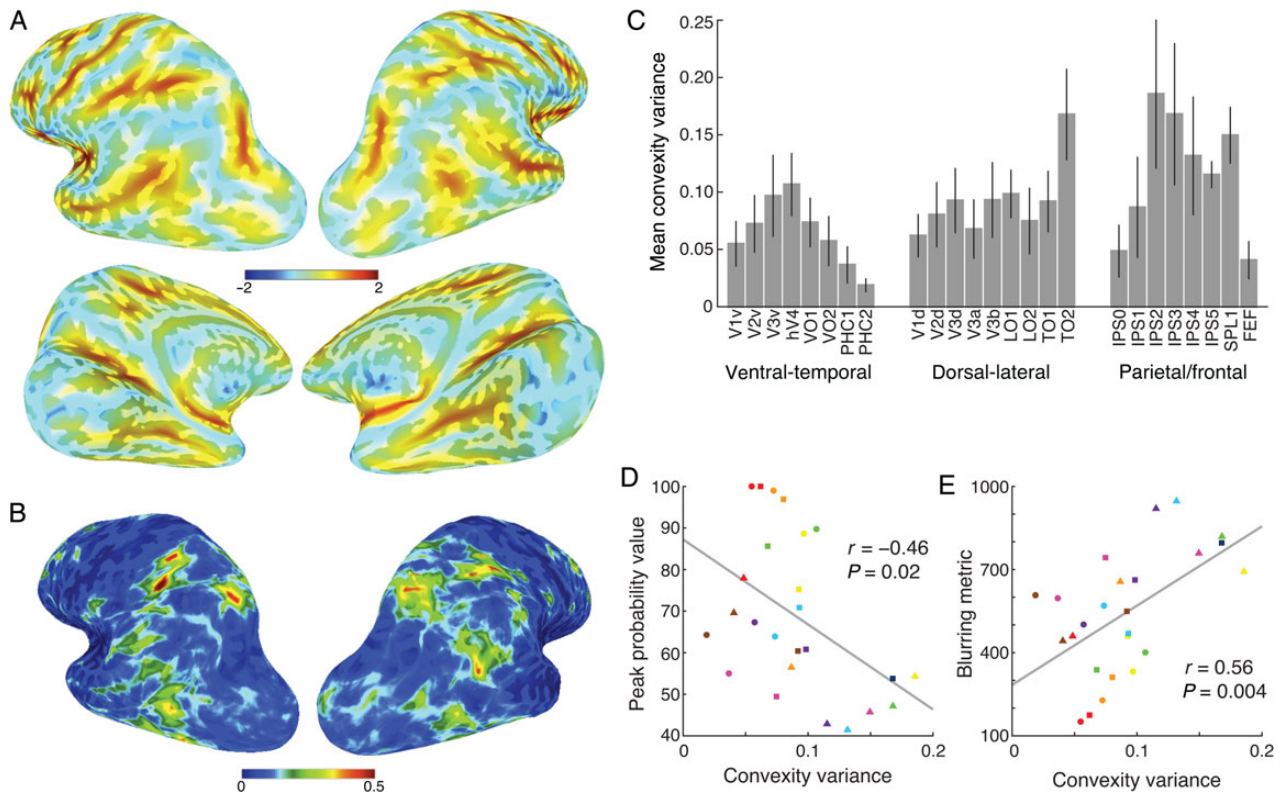 A
−2
2
B
0
0.5
C
Mean convexity variance
0.25
0.20
0.15
0.10
0.05
0
V1v
V2v
V3v
hV4
VO1
VO2
PHC1
PHC2
V1d
V2d
V3d
V3a
V3b
LO1
LO2
TO1
TO2
IPS0
IPS1
IPS2
IPS3
IPS4
IPS5
SPL1
FEF
Ventral-temporal
Dorsal-lateral
Parietal/frontal
D
Peak probability value
100
90
80
70
60
50
40
r = −0.46
P = 0.02
0
0.1
0.2
Convexity variance
E
Blurring metric
1000
700
400
100
r = 0.56
P = 0.004
0
0.1
0.2
Convexity variance